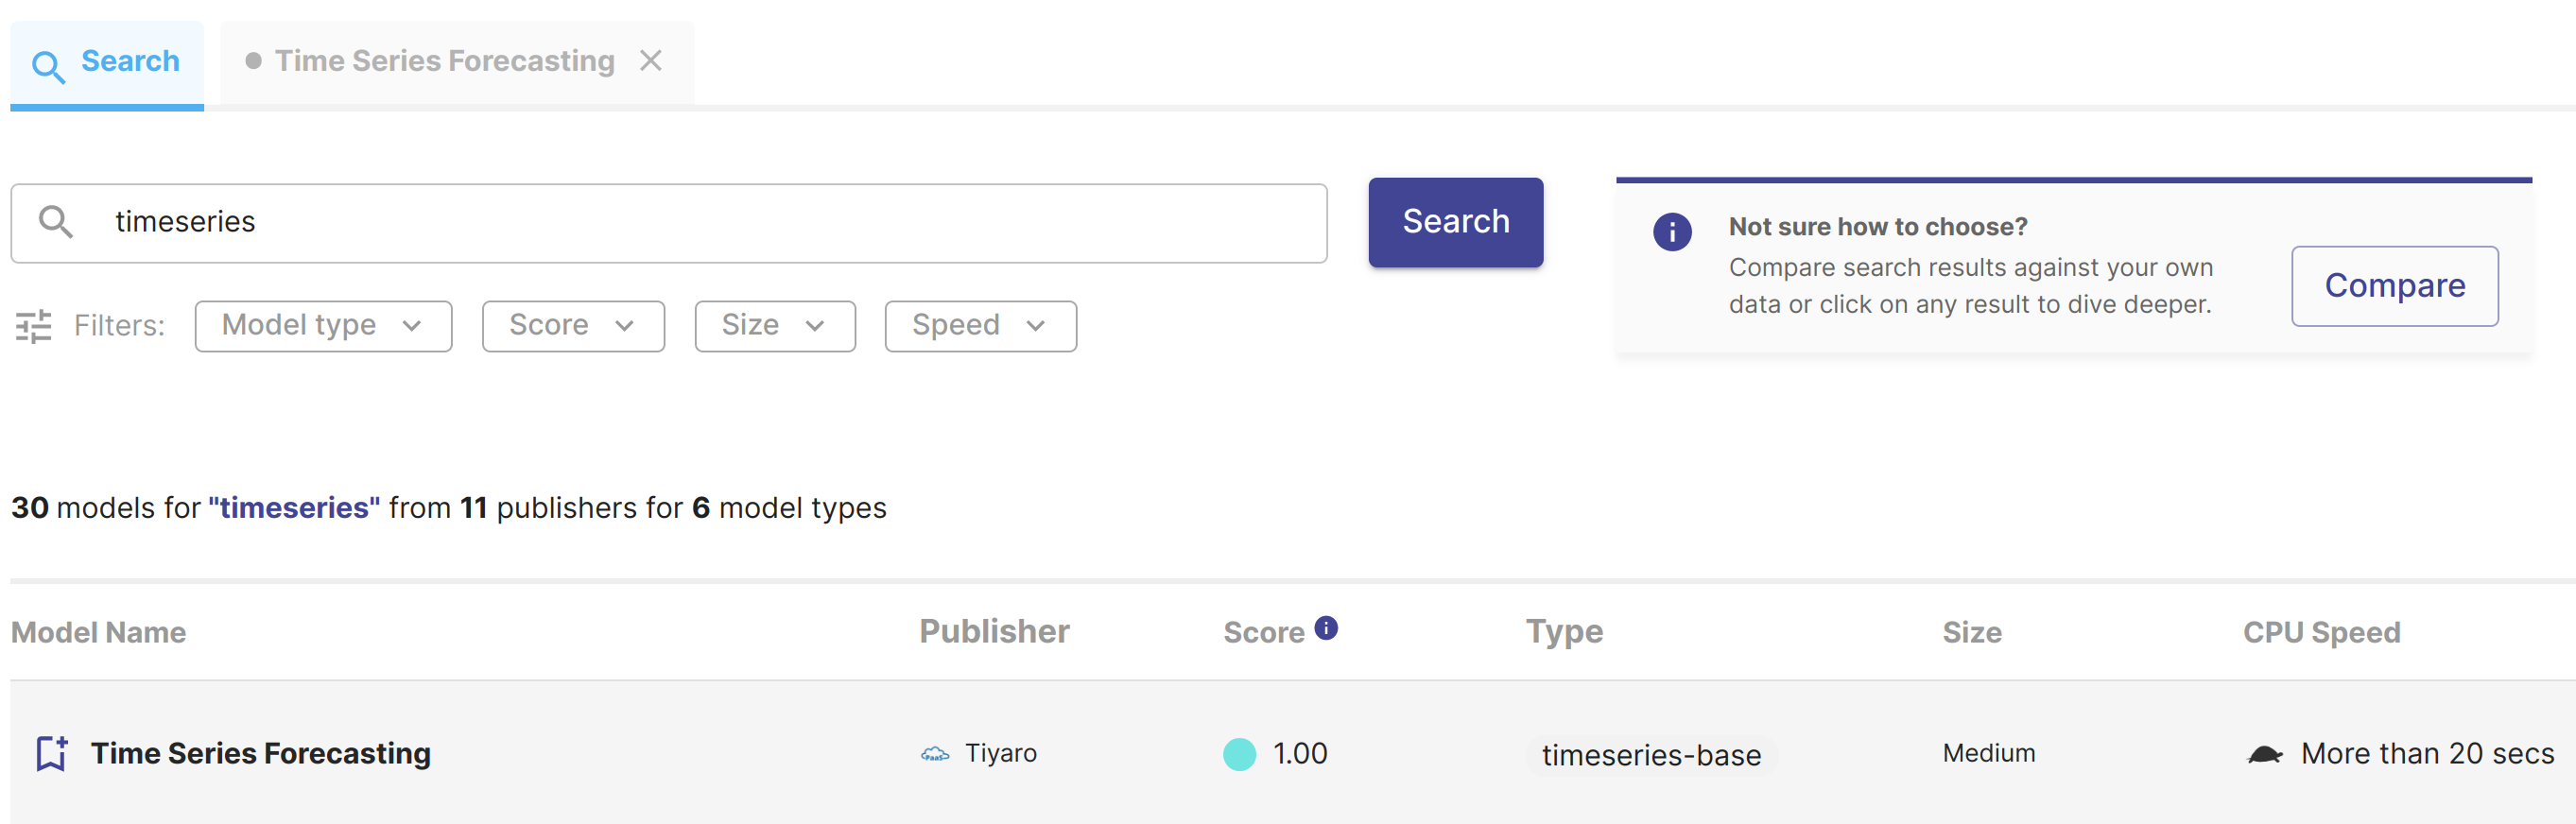 Search
Time Series Forecasting
timeseries
Search
Not sure how to choose?
Compare search results against your own
data or click on any result to dive deeper.
Compare
Filters:
Model type
Score
Size
Speed
30 models for "timeseries" from 11 publishers for 6 model types
Model Name Publisher Score Type Size CPU Speed
Time Series Forecasting PaaS Tiyaro 1.00 timeseries-base Medium More than 20 secs